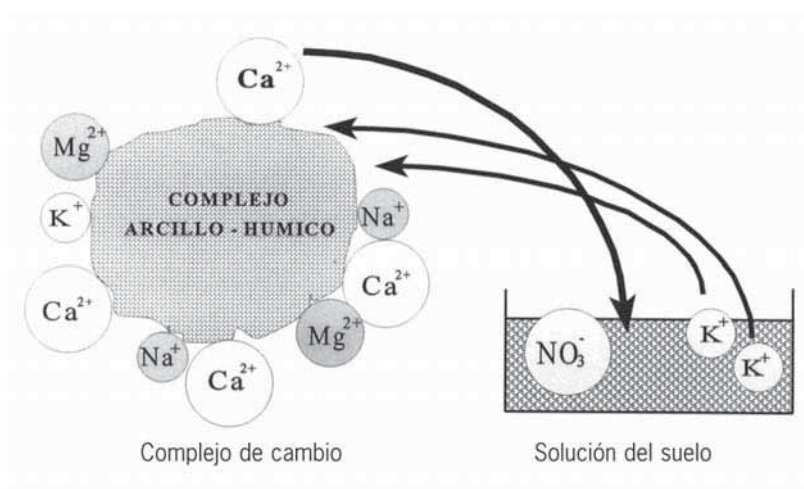 Ca²⁺
Mg²⁺
K⁺
COMPLEJO
ARCILLO - HUMICO
Na⁺
Ca²⁺
Ca²⁺
Mg²⁺
Na⁺
Ca²⁺
NO₃⁻
K⁺
K⁺
Complejo de cambio
Solución del suelo